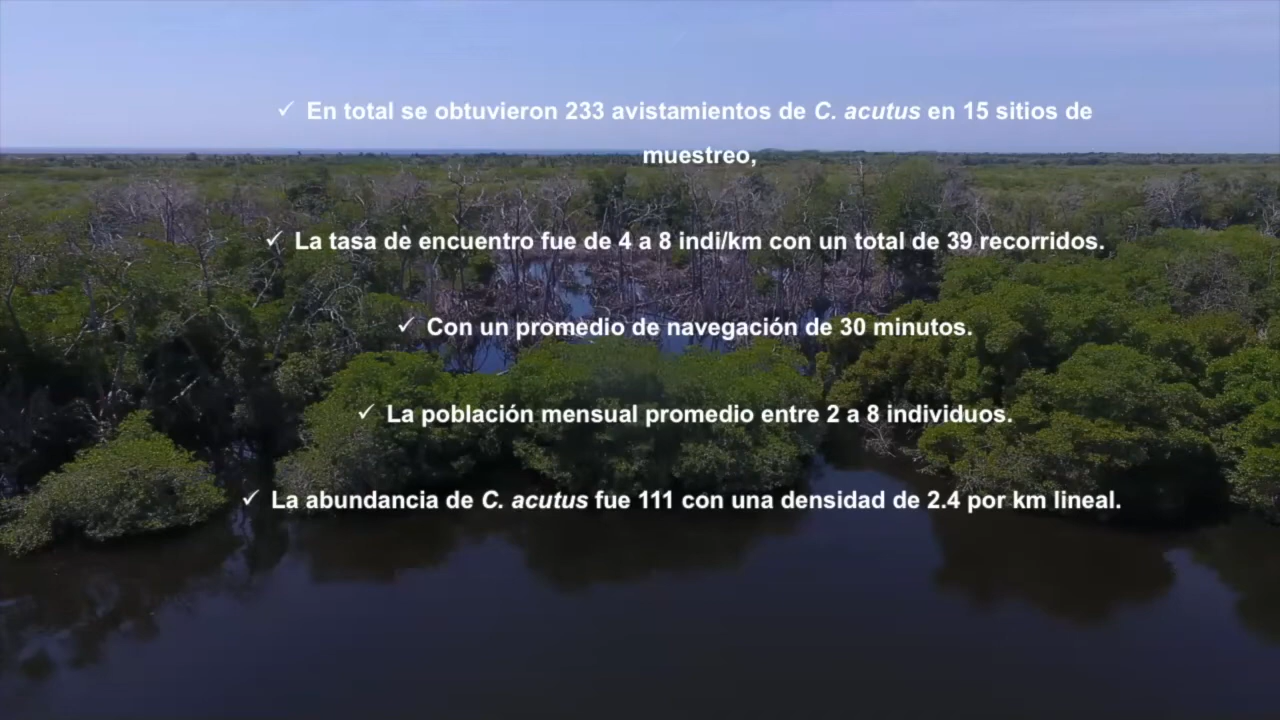 ✓ En total se obtuvieron 233 avistamientos de C. acutus en 15 sitios de
muestreo,
✓ La tasa de encuentro fue de 4 a 8 indi/km con un total de 39 recorridos.
✓ Con un promedio de navegación de 30 minutos.
✓ La población mensual promedio entre 2 a 8 individuos.
✓ La abundancia de C. acutus fue 111 con una densidad de 2.4 por km lineal.